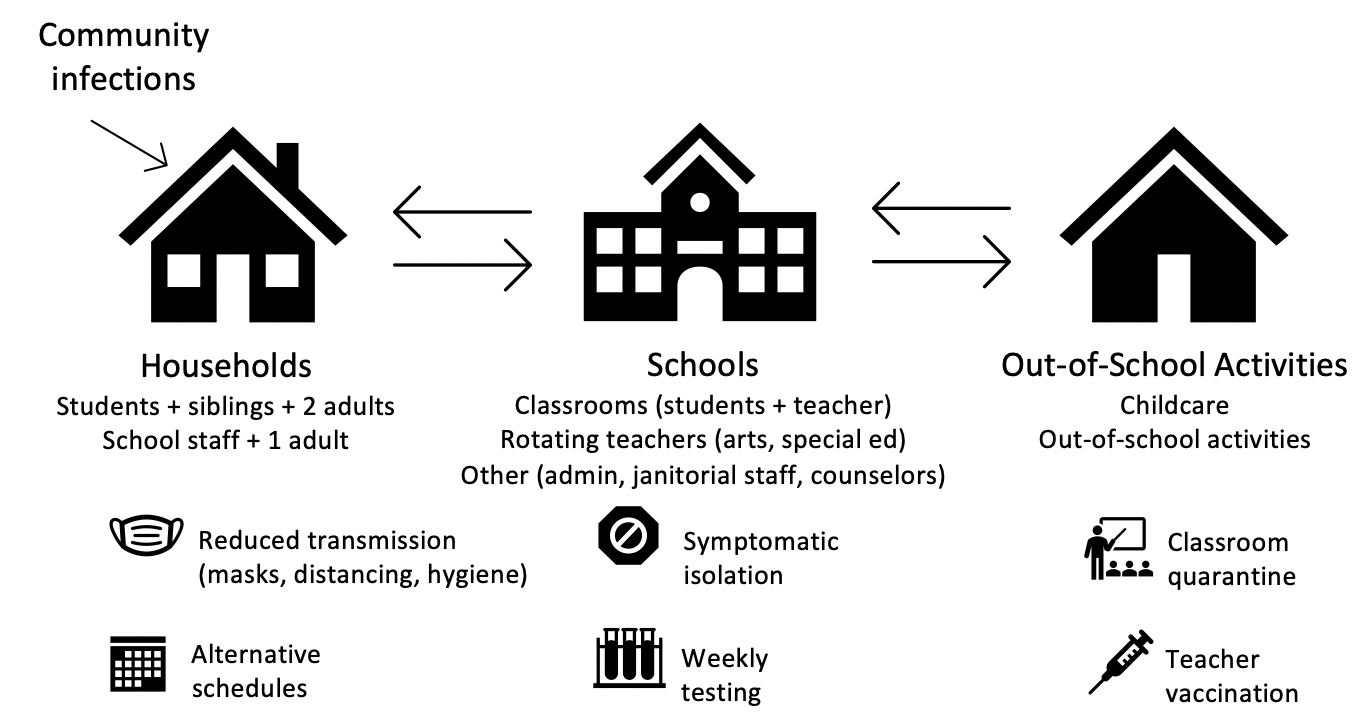 Community
infections
Households
Students + siblings + 2 adults
School staff + 1 adult
Schools
Classrooms (students + teacher)
Rotating teachers (arts, special ed)
Other (admin, janitorial staff, counselors)
Out-of-School Activities
Childcare
Out-of-school activities
Reduced transmission
(masks, distancing, hygiene)
Symptomatic
isolation
Classroom
quarantine
Alternative
schedules
Weekly
testing
Teacher
vaccination